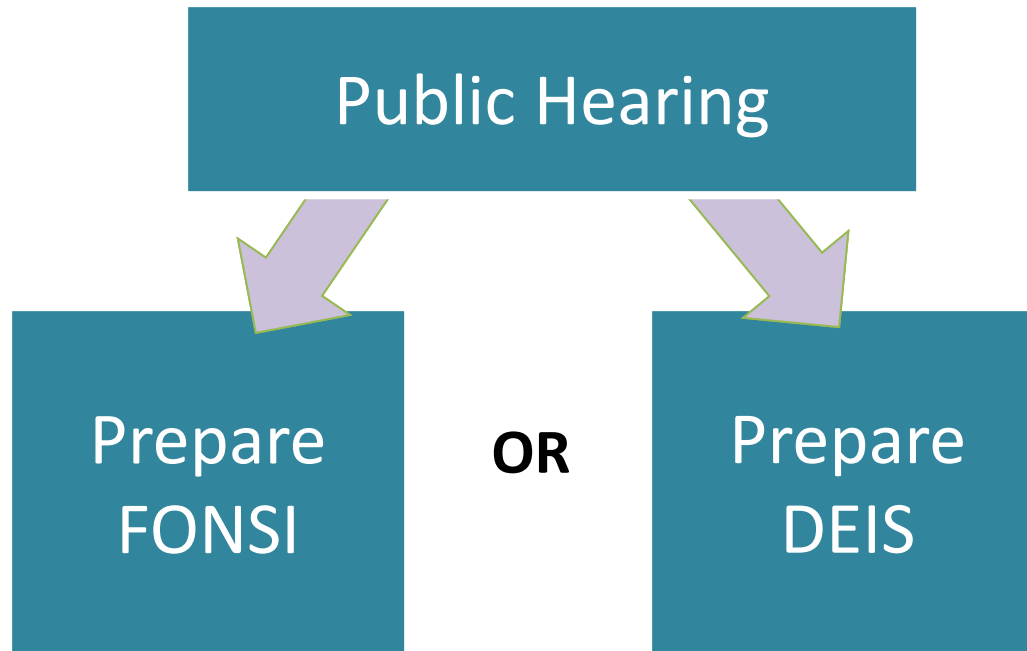 Public Hearing
Prepare
FONSI
OR
Prepare
DEIS